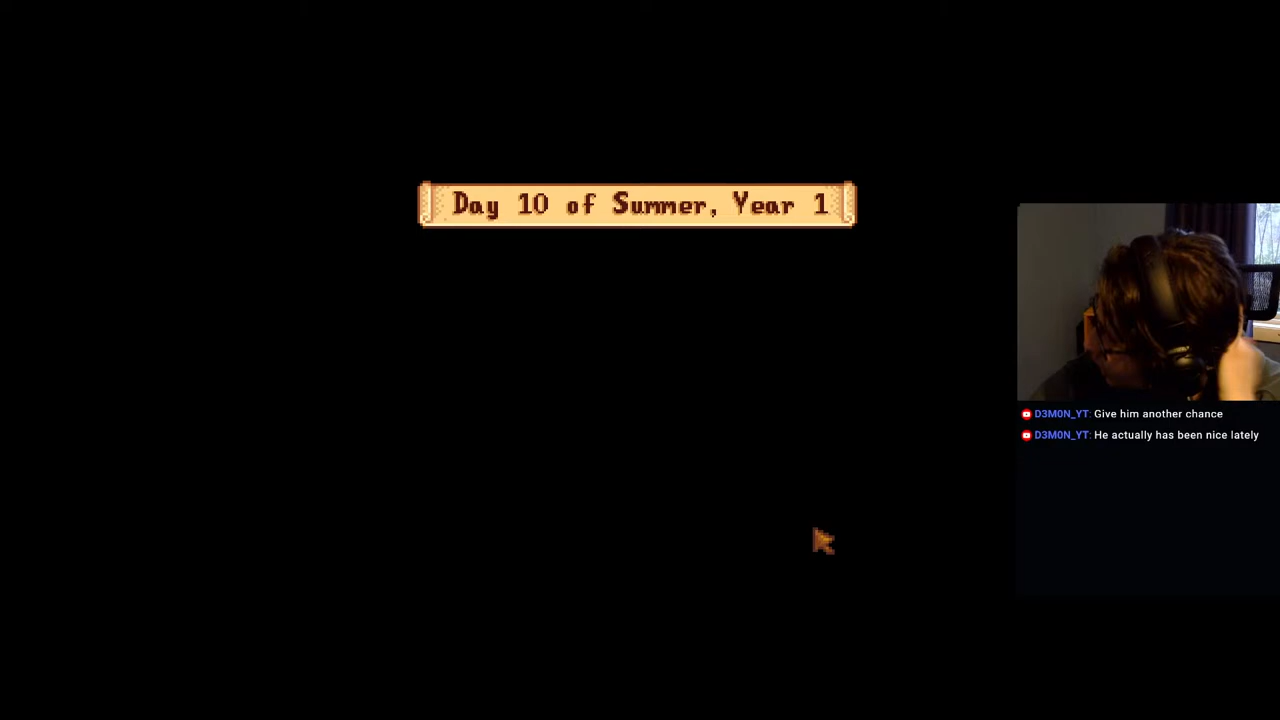 Day 10 of Summer, Year 1
D3M0N_YT: Give him another chance
D3M0N_YT: He actually has been nice lately